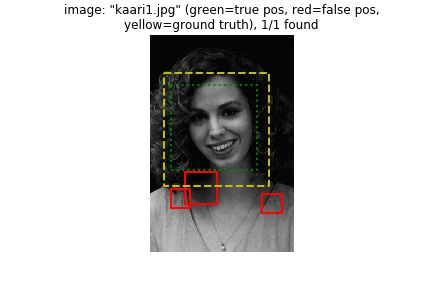 image: "kaari1.jpg" (green=true pos, red=false pos,
yellow=ground truth), 1/1 found